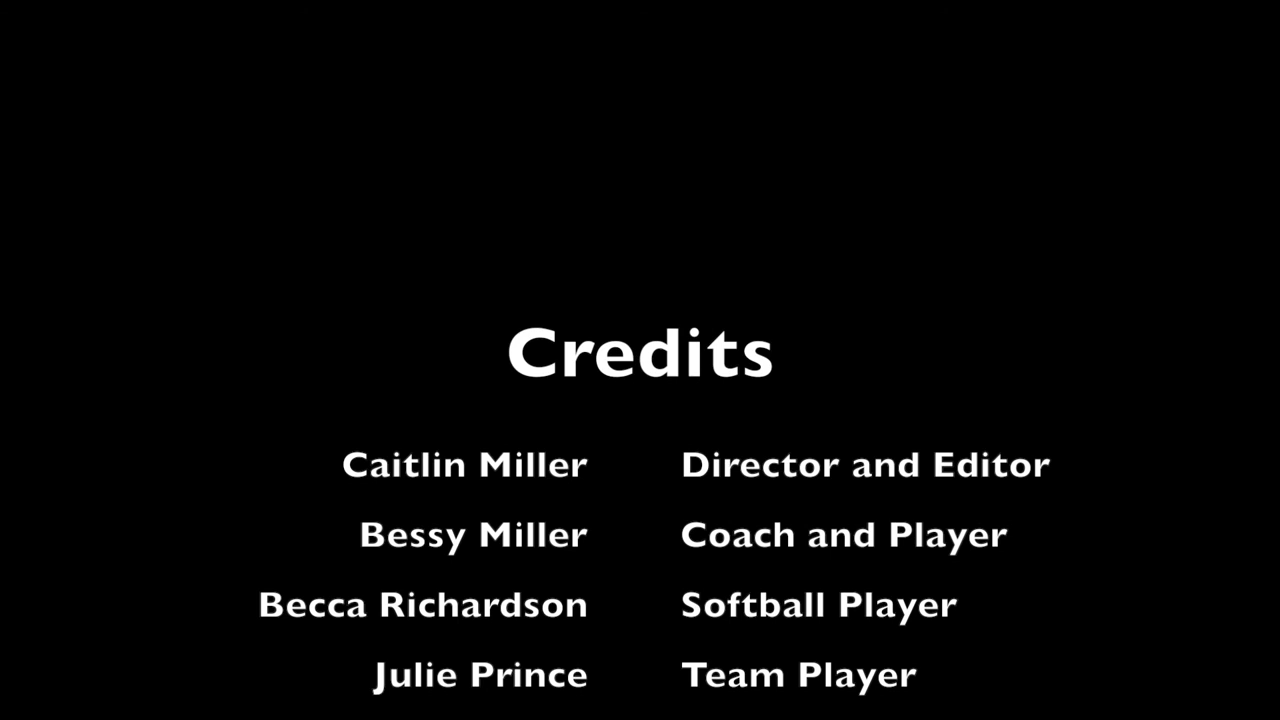 Credits
Caitlin Miller Director and Editor
Bessy Miller Coach and Player
Becca Richardson Softball Player
Julie Prince Team Player